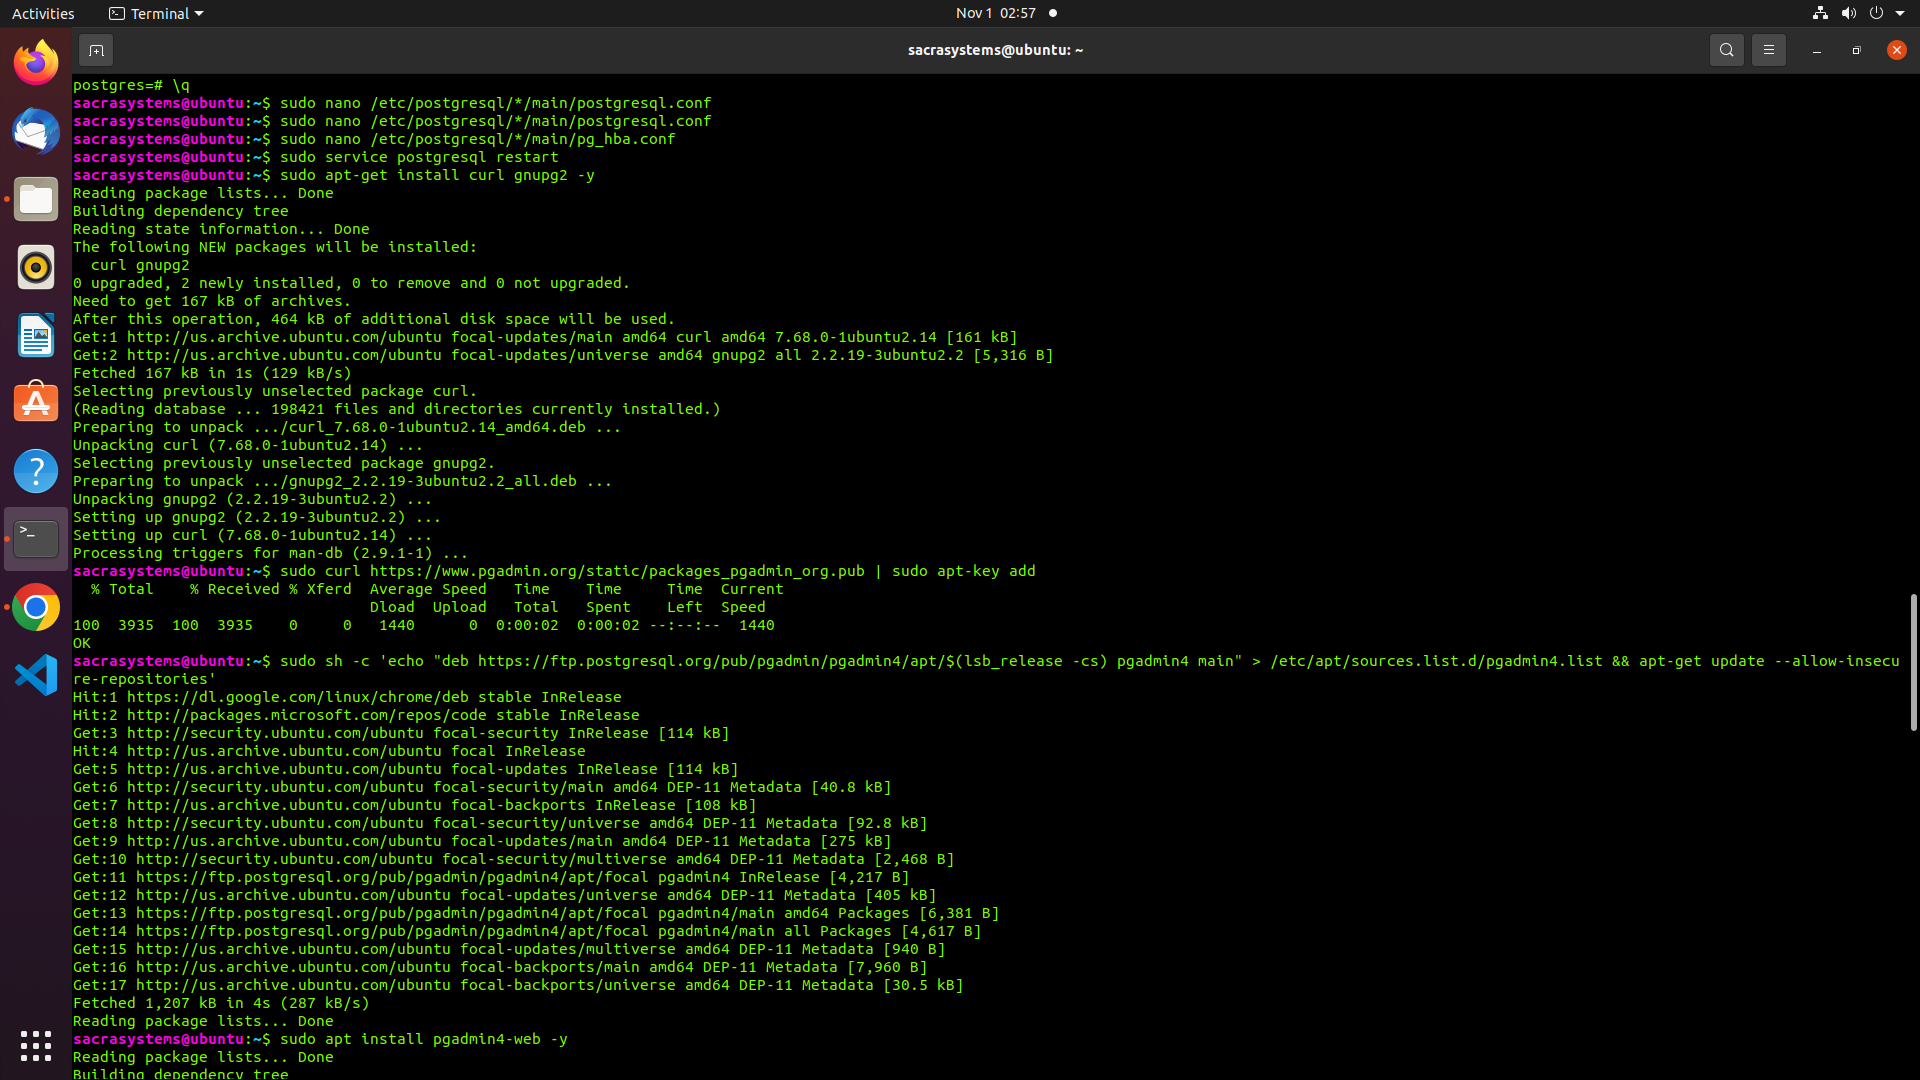 Activities
Terminal
Nov 1 02:57
sacrasystems@ubuntu: ~
postgres=# \q
sacrasystems@ubuntu:~$ sudo nano /etc/postgresql/*/main/postgresql.conf
sacrasystems@ubuntu:~$ sudo nano /etc/postgresql/*/main/postgresql.conf
sacrasystems@ubuntu:~$ sudo nano /etc/postgresql/*/main/pg_hba.conf
sacrasystems@ubuntu:~$ sudo service postgresql restart
sacrasystems@ubuntu:~$ sudo apt-get install curl gnupg2 -y
Reading package lists... Done
Building dependency tree
Reading state information... Done
The following NEW packages will be installed:
  curl gnupg2
0 upgraded, 2 newly installed, 0 to remove and 0 not upgraded.
Need to get 167 kB of archives.
After this operation, 464 kB of additional disk space will be used.
Get:1 http://us.archive.ubuntu.com/ubuntu focal-updates/main amd64 curl amd64 7.68.0-1ubuntu2.14 [161 kB]
Get:2 http://us.archive.ubuntu.com/ubuntu focal-updates/universe amd64 gnupg2 all 2.2.19-3ubuntu2.2 [5,316 B]
Fetched 167 kB in 1s (129 kB/s)
Selecting previously unselected package curl.
(Reading database ... 198421 files and directories currently installed.)
Preparing to unpack .../curl_7.68.0-1ubuntu2.14_amd64.deb ...
Unpacking curl (7.68.0-1ubuntu2.14) ...
Selecting previously unselected package gnupg2.
Preparing to unpack .../gnupg2_2.2.19-3ubuntu2.2_all.deb ...
Unpacking gnupg2 (2.2.19-3ubuntu2.2) ...
Setting up gnupg2 (2.2.19-3ubuntu2.2) ...
Setting up curl (7.68.0-1ubuntu2.14) ...
Processing triggers for man-db (2.9.1-1) ...
sacrasystems@ubuntu:~$ sudo curl https://www.pgadmin.org/static/packages_pgadmin_org.pub | sudo apt-key add
  % Total    % Received % Xferd  Average Speed   Time    Time     Time  Current
                                 Dload  Upload   Total   Spent    Left  Speed
100  3935  100  3935    0     0   1440      0  0:00:02  0:00:02 --:--:--  1440
OK
sacrasystems@ubuntu:~$ sudo sh -c 'echo "deb https://ftp.postgresql.org/pub/pgadmin/pgadmin4/apt/$(lsb_release -cs) pgadmin4 main" > /etc/apt/sources.list.d/pgadmin4.list && apt-get update --allow-insecu
re-repositories'
Hit:1 https://dl.google.com/linux/chrome/deb stable InRelease
Hit:2 http://packages.microsoft.com/repos/code stable InRelease
Get:3 http://security.ubuntu.com/ubuntu focal-security InRelease [114 kB]
Hit:4 http://us.archive.ubuntu.com/ubuntu focal InRelease
Get:5 http://us.archive.ubuntu.com/ubuntu focal-updates InRelease [114 kB]
Get:6 http://security.ubuntu.com/ubuntu focal-security/main amd64 DEP-11 Metadata [40.8 kB]
Get:7 http://us.archive.ubuntu.com/ubuntu focal-backports InRelease [108 kB]
Get:8 http://security.ubuntu.com/ubuntu focal-security/universe amd64 DEP-11 Metadata [92.8 kB]
Get:9 http://us.archive.ubuntu.com/ubuntu focal-updates/main amd64 DEP-11 Metadata [275 kB]
Get:10 http://security.ubuntu.com/ubuntu focal-security/multiverse amd64 DEP-11 Metadata [2,468 B]
Get:11 https://ftp.postgresql.org/pub/pgadmin/pgadmin4/apt/focal pgadmin4 InRelease [4,217 B]
Get:12 http://us.archive.ubuntu.com/ubuntu focal-updates/universe amd64 DEP-11 Metadata [405 kB]
Get:13 https://ftp.postgresql.org/pub/pgadmin/pgadmin4/apt/focal pgadmin4/main amd64 Packages [6,381 B]
Get:14 https://ftp.postgresql.org/pub/pgadmin/pgadmin4/apt/focal pgadmin4/main all Packages [4,617 B]
Get:15 http://us.archive.ubuntu.com/ubuntu focal-updates/multiverse amd64 DEP-11 Metadata [940 B]
Get:16 http://us.archive.ubuntu.com/ubuntu focal-backports/main amd64 DEP-11 Metadata [7,960 B]
Get:17 http://us.archive.ubuntu.com/ubuntu focal-backports/universe amd64 DEP-11 Metadata [30.5 kB]
Fetched 1,207 kB in 4s (287 kB/s)
Reading package lists... Done
sacrasystems@ubuntu:~$ sudo apt install pgadmin4-web -y
Reading package lists... Done
Building dependency tree